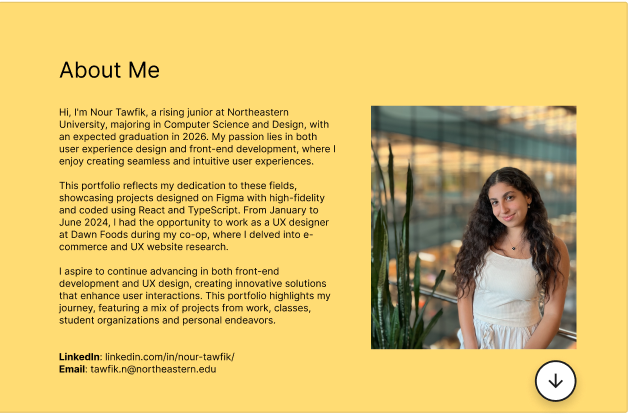 About Me
Hi, I'm Nour Tawfik, a rising junior at Northeastern
University, majoring in Computer Science and Design, with
an expected graduation in 2026. My passion lies in both
user experience design and front-end development, where I
enjoy creating seamless and intuitive user experiences.
This portfolio reflects my dedication to these fields,
showcasing projects designed on Figma with high-fidelity
and coded using React and TypeScript. From January to
June 2024, I had the opportunity to work as a UX designer
at Dawn Foods during my co-op, where I delved into e-
commerce and UX website research.
I aspire to continue advancing in both front-end
development and UX design, creating innovative solutions
that enhance user interactions. This portfolio highlights my
journey, featuring a mix of projects from work, classes,
student organizations and personal endeavors.
LinkedIn: linkedin.com/in/nour-tawfik/
Email: tawfik.n@northeastern.edu